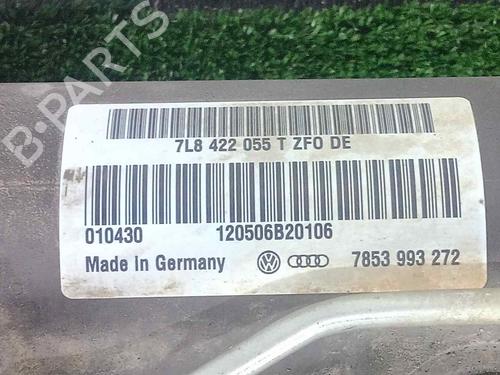 B-PARTS
7L8 422 055 T ZFO DE
010430 120506B20106
Made in Germany 7853 993 272